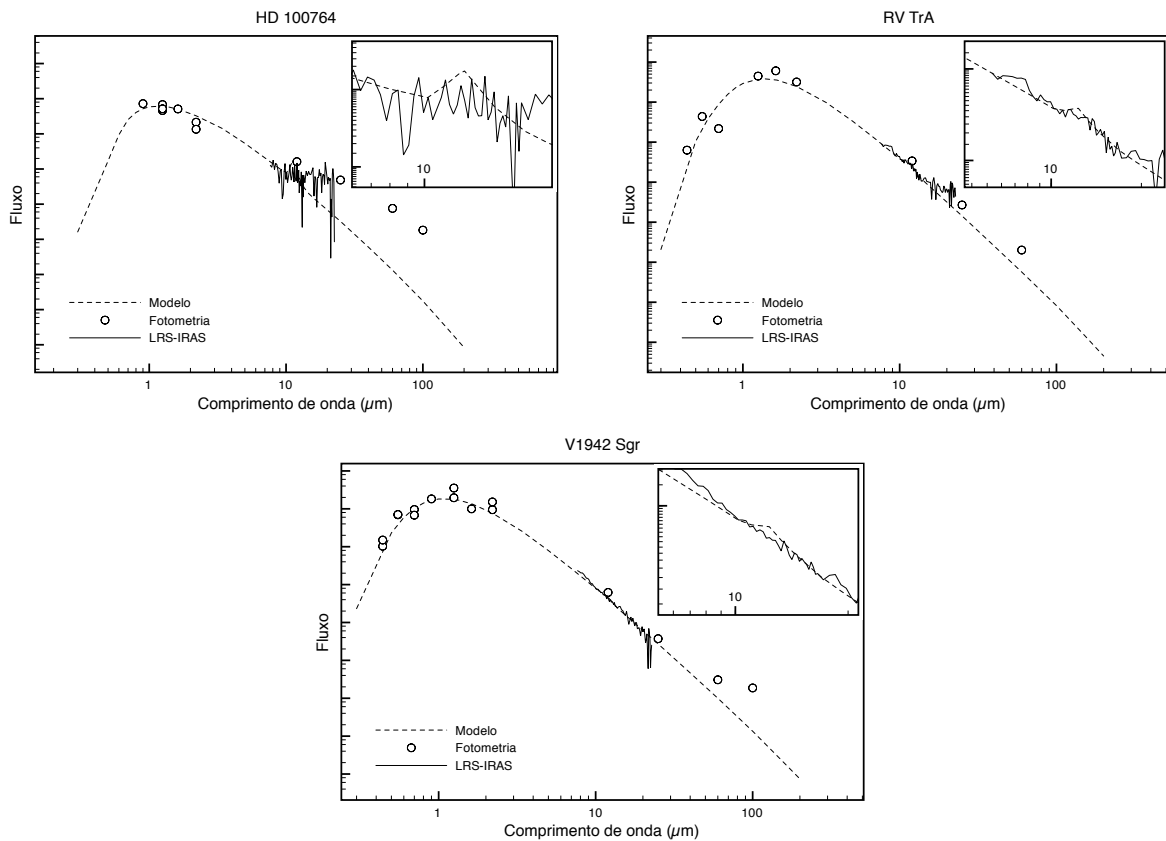 HD 100764
Fluxo
10
Modelo
Fotometria
LRS-IRAS
1 10 100
Comprimento de onda (µm)
RV TrA
Fluxo
10
Modelo
Fotometria
LRS-IRAS
1 10 100
Comprimento de onda (µm)
V1942 Sgr
Fluxo
10
Modelo
Fotometria
LRS-IRAS
1 10 100
Comprimento de onda (µm)